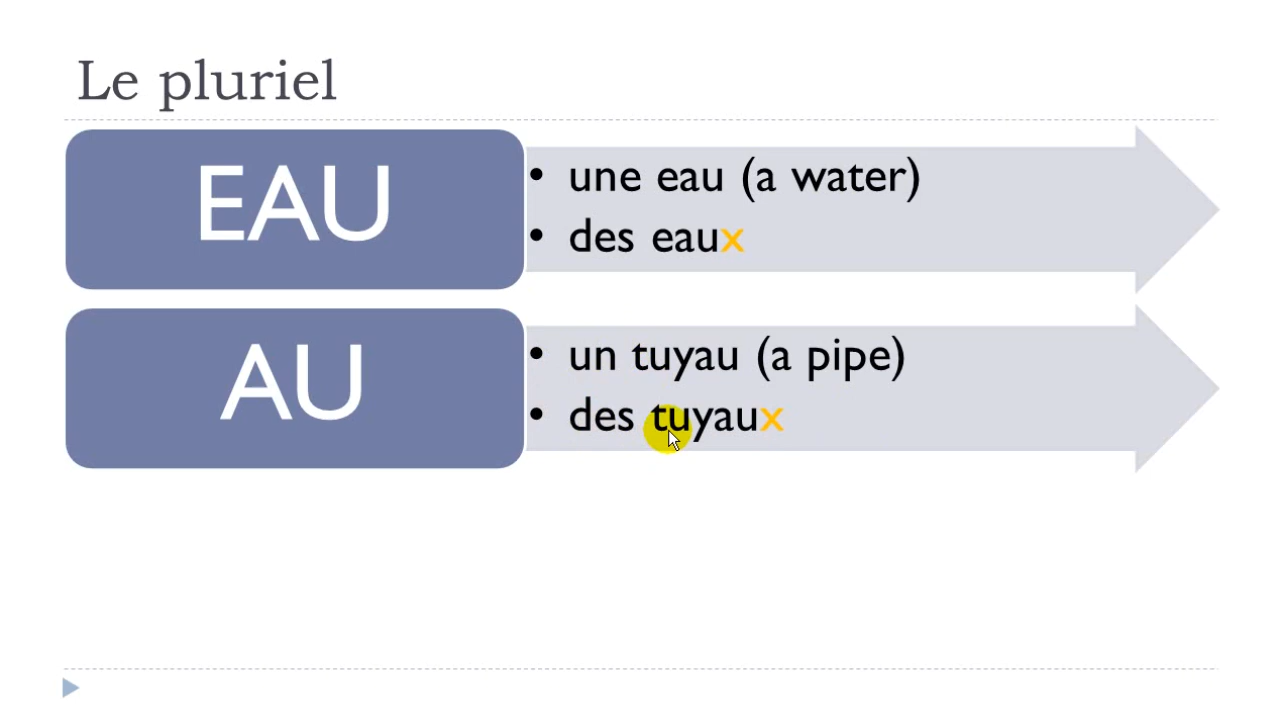 Le pluriel
EAU
• une eau (a water)
• des eaux
AU
• un tuyau (a pipe)
• des tuyaux